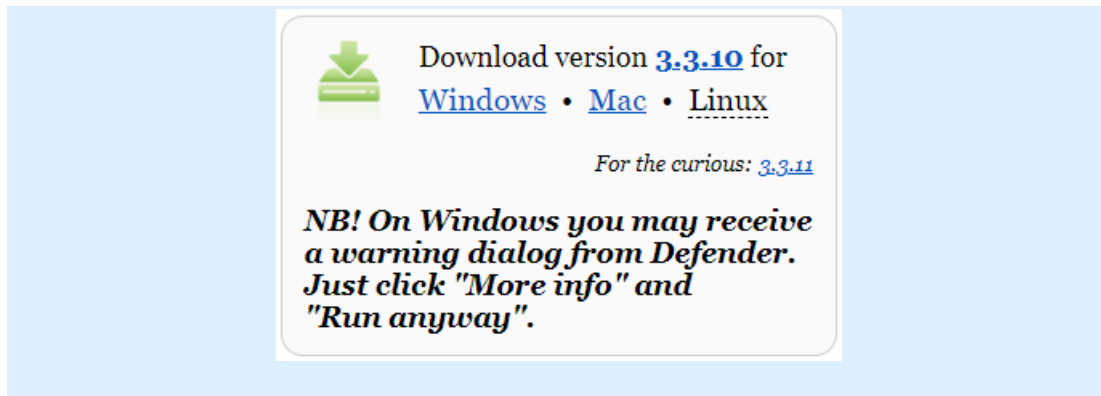 Download version 3.3.10 for
Windows • Mac • Linux
For the curious: 3.3.11
NB! On Windows you may receive
a warning dialog from Defender.
Just click "More info" and
"Run anyway".